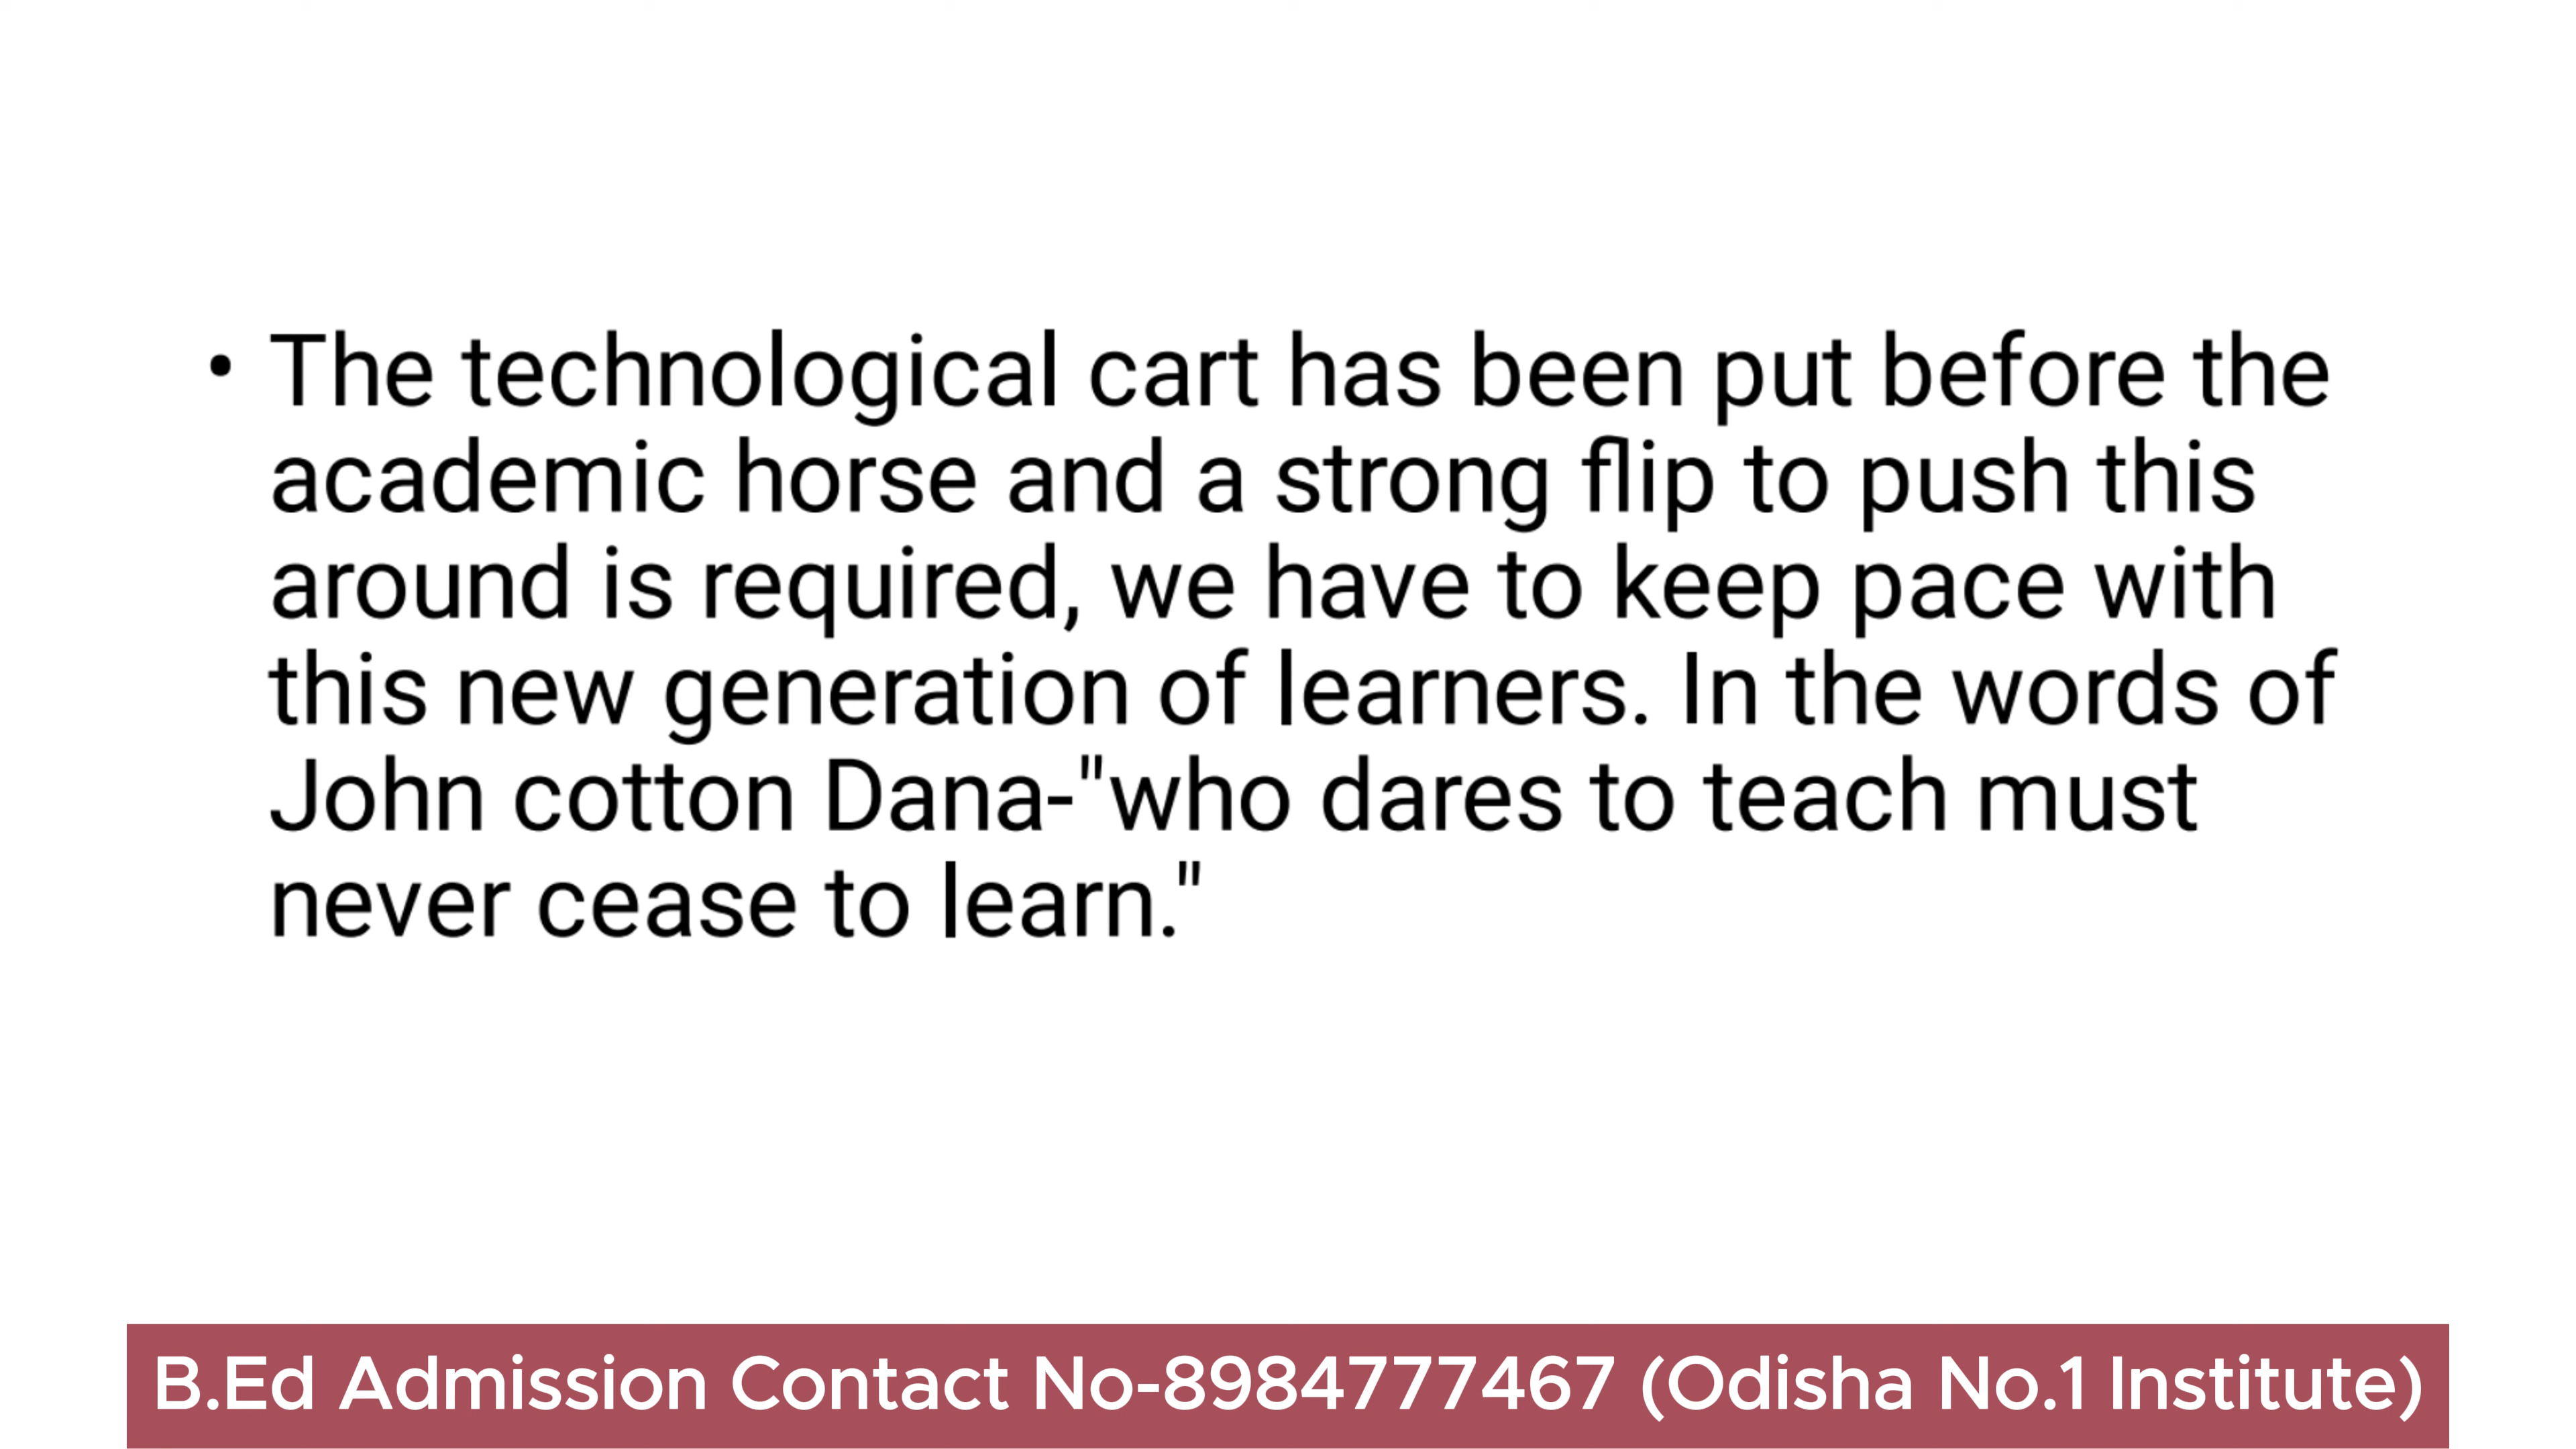 • The technological cart has been put before the
academic horse and a strong flip to push this
around is required, we have to keep pace with
this new generation of learners. In the words of
John cotton Dana-"who dares to teach must
never cease to learn."
B.Ed Admission Contact No-8984777467 (Odisha No.1 Institute)